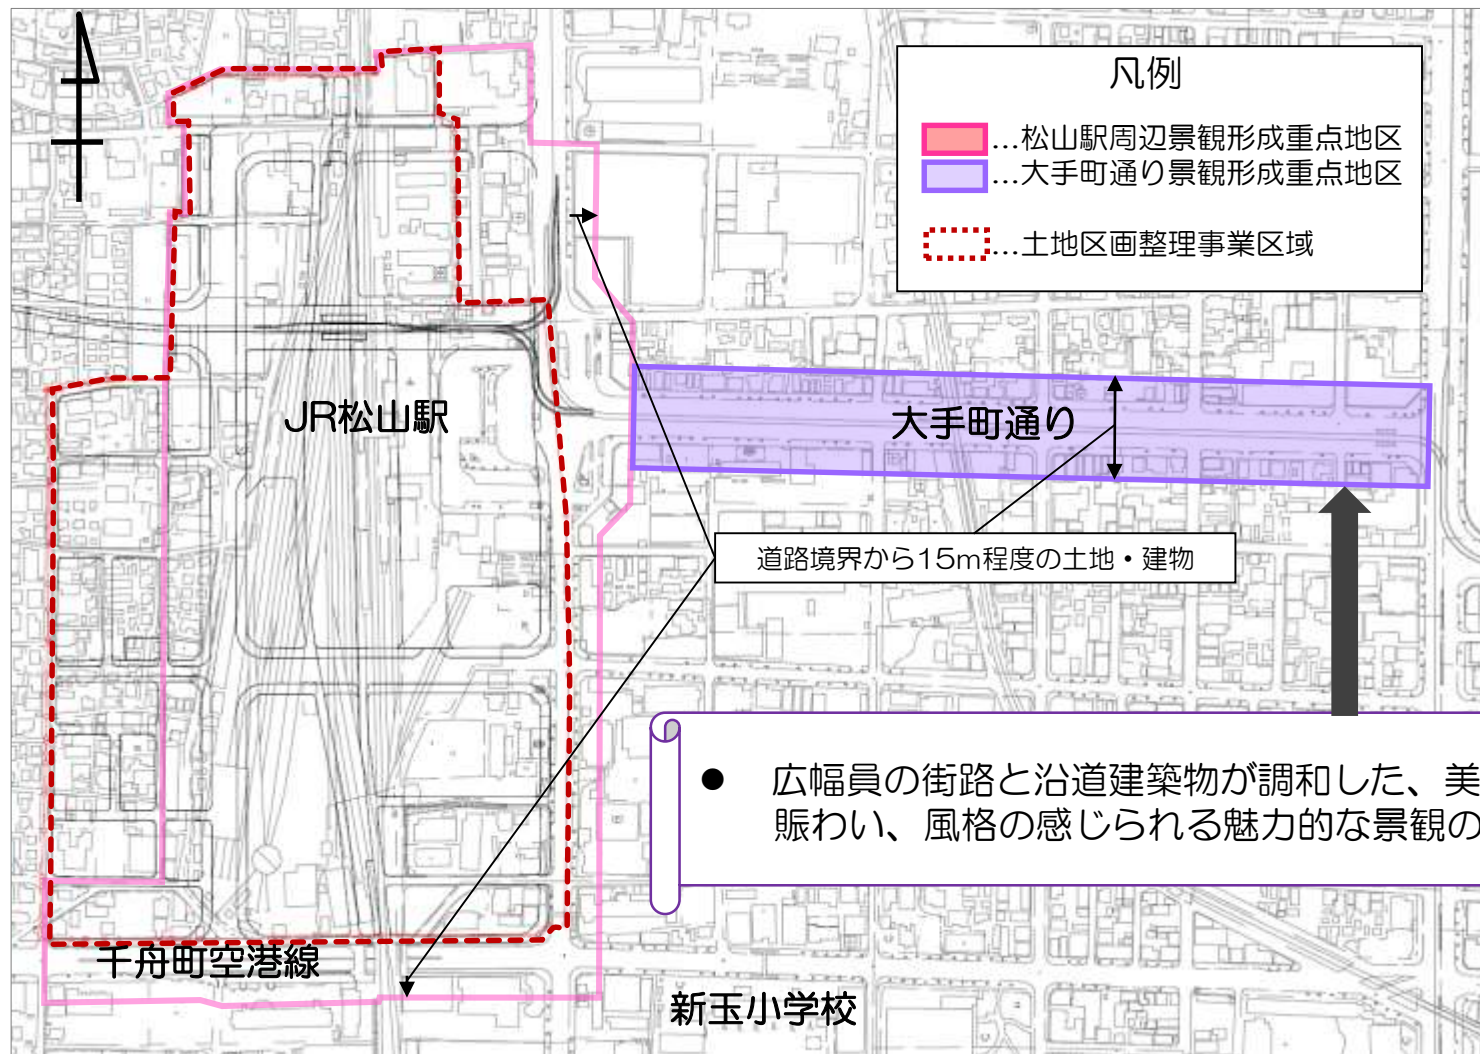 凡例
…松山駅周辺景観形成重点地区
…大手町通り景観形成重点地区
…土地区画整理事業区域
JR松山駅
大手町通り
道路境界から15m程度の土地・建物
● 広幅員の街路と沿道建築物が調和した、美
賑わい、風格の感じられる魅力的な景観の
千舟町空港線
新玉小学校